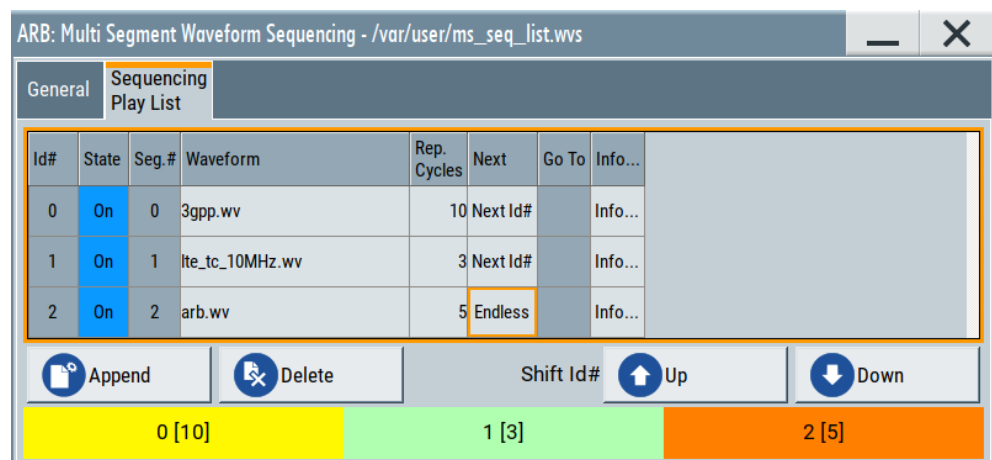 ARB: Multi Segment Waveform Sequencing - /var/user/ms_seq_list.wvs
General
Sequencing
Play List
Id# State Seg.# Waveform Rep. Cycles Next Go To Info...
0 On 0 3gpp.wv 10 Next Id# Info...
1 On 1 lte_tc_10MHz.wv 3 Next Id# Info...
2 On 2 arb.wv 5 Endless Info...
Append Delete Shift Id# Up Down
0 [10] 1 [3] 2 [5]